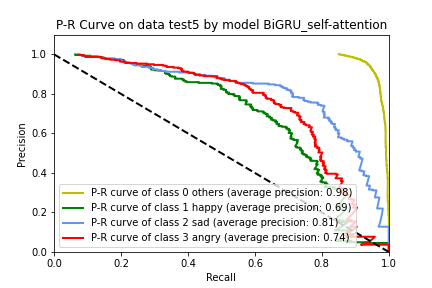 P-R Curve on data test5 by model BiGRU_self-attention
1.0
0.8
0.6
0.4
0.2
0.0
Precision
P-R curve of class 0 others (average precision: 0.98)
P-R curve of class 1 happy (average precision: 0.69)
P-R curve of class 2 sad (average precision: 0.81)
P-R curve of class 3 angry (average precision: 0.74)
0.0 0.2 0.4 0.6 0.8 1.0
Recall